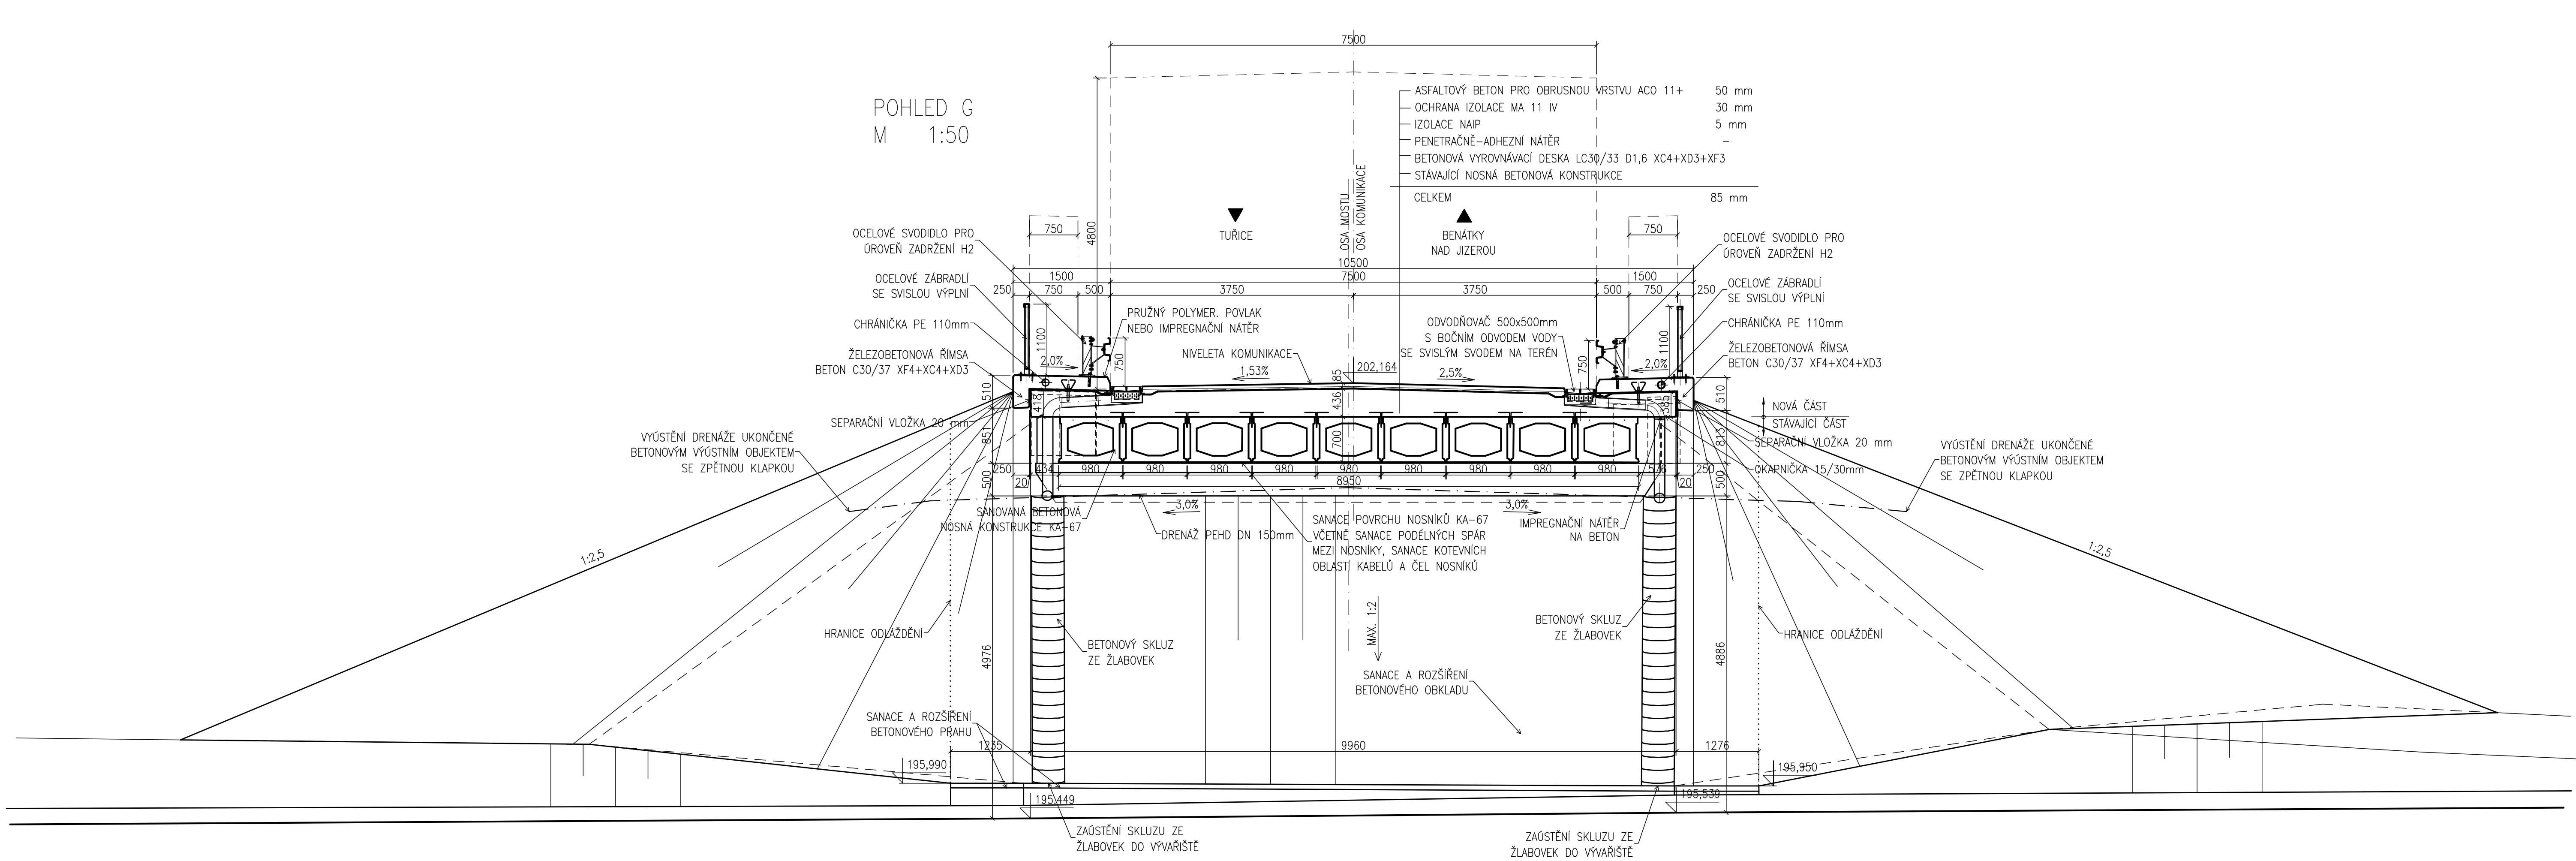 7500
POHLED G
M 1:50
ASFALTOVÝ BETON PRO OBRUSNOU VRSTVU ACO 11+ 50 mm
OCHRANA IZOLACE MA 11 IV 30 mm
IZOLACE NAIP 5 mm
PENETRAČNĚ-ADHEZNÍ NÁTĚR -
BETONOVÁ VYROVNÁVACÍ DESKA LC30/33 D1,6 XC4+XD3+XF3
STÁVAJÍCÍ NOSNÁ BETONOVÁ KONSTRUKCE
CELKEM 85 mm
4800
OSA MOSTU
OSA KOMUNIKACE
TUŘICE
BENÁTKY
NAD JIZEROU
750
750
10500
1500 7500 1500
250 750 500 3750 3750 500 750 250
OCELOVÉ SVODIDLO PRO
ÚROVEŇ ZADRŽENÍ H2
OCELOVÉ ZÁBRADLÍ
SE SVISLOU VÝPLNÍ
CHRÁNIČKA PE 110mm
ŽELEZOBETONOVÁ ŘÍMSA
BETON C30/37 XF4+XC4+XD3
SEPARAČNÍ VLOŽKA 20 mm
VYÚSTĚNÍ DRENÁŽE UKONČENÉ
BETONOVÝM VÝÚSTNÍM OBJEKTEM
SE ZPĚTNOU KLAPKOU
PRUŽNÝ POLYMER. POVLAK
NEBO IMPREGNAČNÍ NÁTĚR
NIVELETA KOMUNIKACE
ODVODŇOVAČ 500x500mm
S BOČNÍM ODVODEM VODY
SE SVISLÝM SVODEM NA TERÉN
OCELOVÉ SVODIDLO PRO
ÚROVEŇ ZADRŽENÍ H2
OCELOVÉ ZÁBRADLÍ
SE SVISLOU VÝPLNÍ
CHRÁNIČKA PE 110mm
ŽELEZOBETONOVÁ ŘÍMSA
BETON C30/37 XF4+XC4+XD3
NOVÁ ČÁST
STÁVAJÍCÍ ČÁST
SEPARAČNÍ VLOŽKA 20 mm
OKAPNIČKA 15/30mm
VYÚSTĚNÍ DRENÁŽE UKONČENÉ
BETONOVÝM VÝÚSTNÍM OBJEKTEM
SE ZPĚTNOU KLAPKOU
1100
2,0%
750
1,53%
85
202,164
2,5%
750
1100
2,0%
510
418
436
385
510
851
700
813
250 434 980 980 980 980 980 980 980 980 980 576 250
20 8950 20
500
500
3,0%
3,0%
SANOVANÁ BETONOVÁ
NOSNÁ KONSTRUKCE KA-67
DRENÁŽ PEHD DN 150mm
SANACE POVRCHU NOSNÍKŮ KA-67
VČETNĚ SANACE PODÉLNÝCH SPÁR
MEZI NOSNÍKY, SANACE KOTEVNÍCH
OBLASTÍ KABELŮ A ČEL NOSNÍKŮ
IMPREGNAČNÍ NÁTĚR
NA BETON
1:2,5
1:2,5
HRANICE ODLÁŽDĚNÍ
BETONOVÝ SKLUZ
ZE ŽLABOVEK
MAX. 1:2
BETONOVÝ SKLUZ
ZE ŽLABOVEK
HRANICE ODLÁŽDĚNÍ
4976
4886
SANACE A ROZŠÍŘENÍ
BETONOVÉHO OBKLADU
SANACE A ROZŠÍŘENÍ
BETONOVÉHO PRAHU
1235 9960 1276
195,990
195,950
195,449
195,539
ZAÚSTĚNÍ SKLUZU ZE
ŽLABOVEK DO VÝVAŘIŠTĚ
ZAÚSTĚNÍ SKLUZU ZE
ŽLABOVEK DO VÝVAŘIŠTĚ